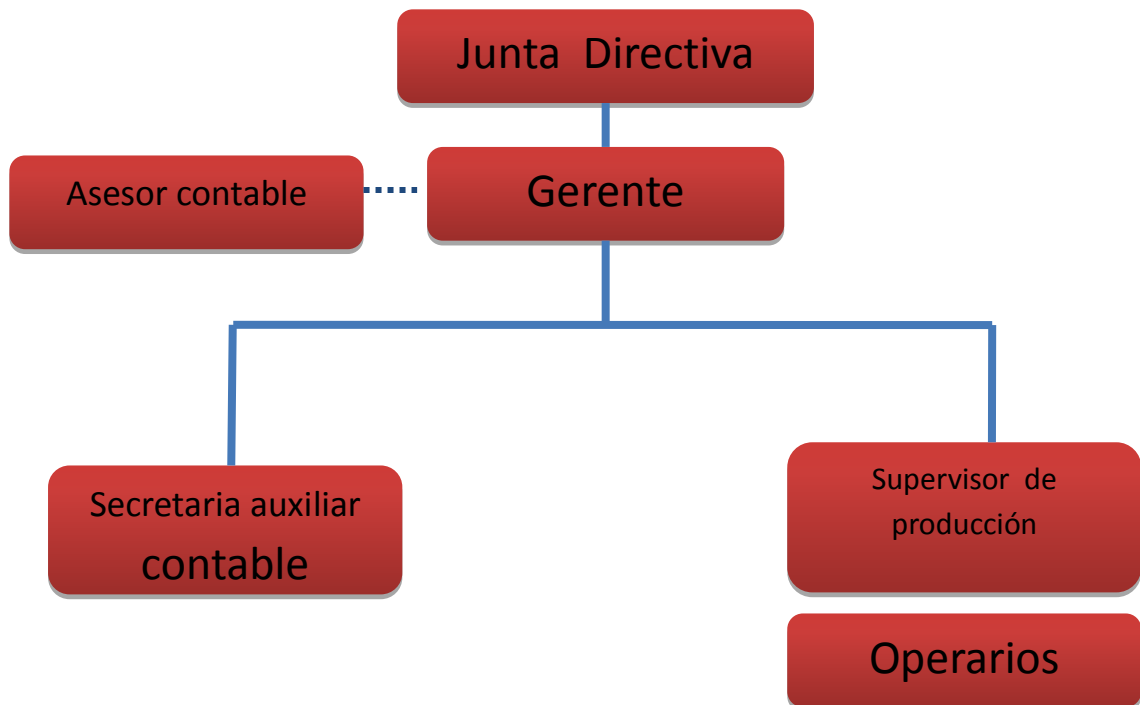 Junta Directiva
Asesor contable
Gerente
Secretaria auxiliar
contable
Supervisor de
producción
Operarios